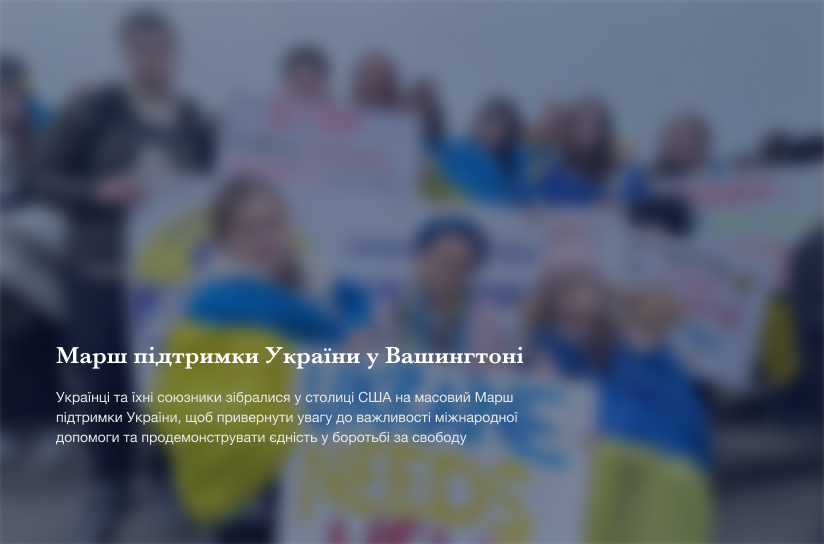 Марш підтримки України у Вашингтоні
Українці та їхні союзники зібралися у столиці США на масовий Марш
підтримки України, щоб привернути увагу до важливості міжнародної
допомоги та продемонструвати єдність у боротьбі за свободу
NEEDS